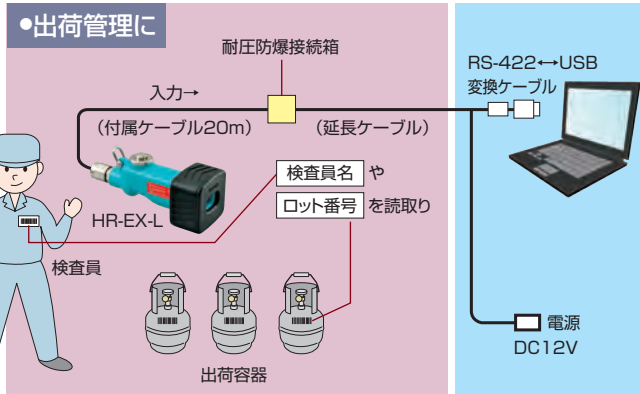 ●出荷管理に
耐圧防爆接続箱
RS-422↔USB
変換ケーブル
入力→
(付属ケーブル20m)
(延長ケーブル)
検査員名 や
ロット番号 を読取り
HR-EX-L
検査員
出荷容器
電源
DC12V